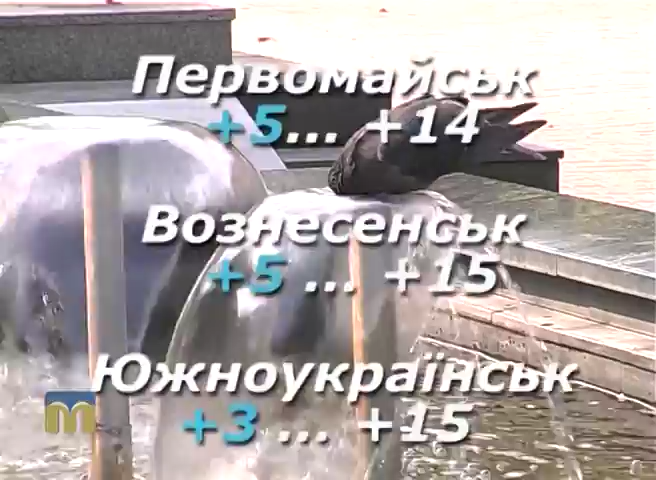 Первомайськ
+5... +14
Вознесенськ
+5 ... +15
Южноукраїнськ
+3 ... +15